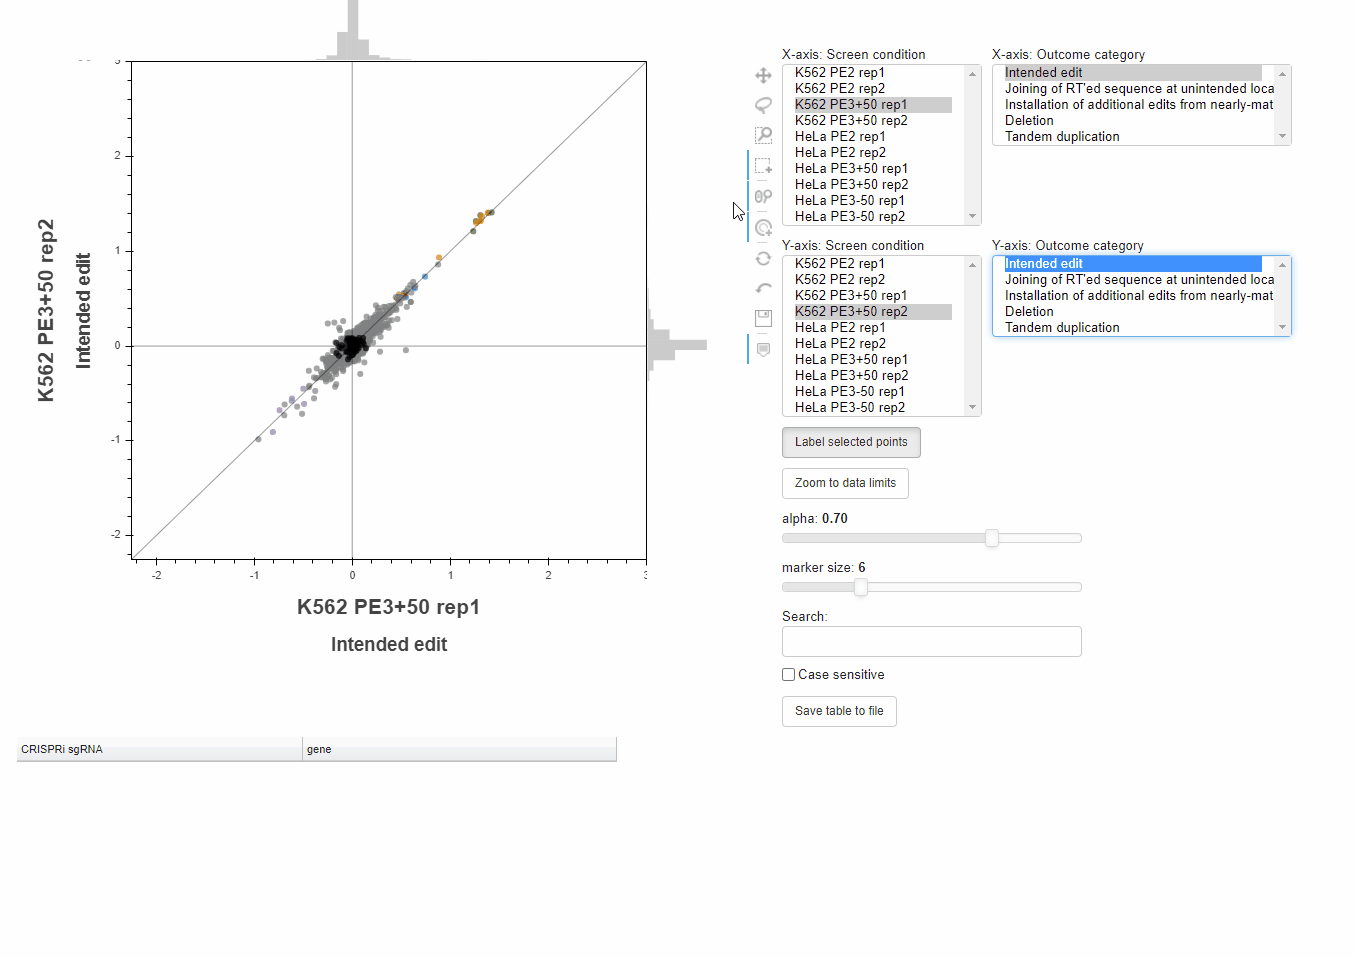 X-axis: Screen condition
K562 PE2 rep1
K562 PE2 rep2
K562 PE3+50 rep1
K562 PE3+50 rep2
HeLa PE2 rep1
HeLa PE2 rep2
HeLa PE3+50 rep1
HeLa PE3+50 rep2
HeLa PE3-50 rep1
HeLa PE3-50 rep2
X-axis: Outcome category
Intended edit
Joining of RT'ed sequence at unintended loca
Installation of additional edits from nearly-mat
Deletion
Tandem duplication
Y-axis: Screen condition
K562 PE2 rep1
K562 PE2 rep2
K562 PE3+50 rep1
K562 PE3+50 rep2
HeLa PE2 rep1
HeLa PE2 rep2
HeLa PE3+50 rep1
HeLa PE3+50 rep2
HeLa PE3-50 rep1
HeLa PE3-50 rep2
Y-axis: Outcome category
Intended edit
Joining of RT'ed sequence at unintended loca
Installation of additional edits from nearly-mat
Deletion
Tandem duplication
Label selected points
Zoom to data limits
alpha: 0.70
marker size: 6
Search:
Case sensitive
Save table to file
K562 PE3+50 rep2
Intended edit
2
1
0
-1
-2
-2
-1
0
1
2
K562 PE3+50 rep1
Intended edit
CRISPRi sgRNA
gene